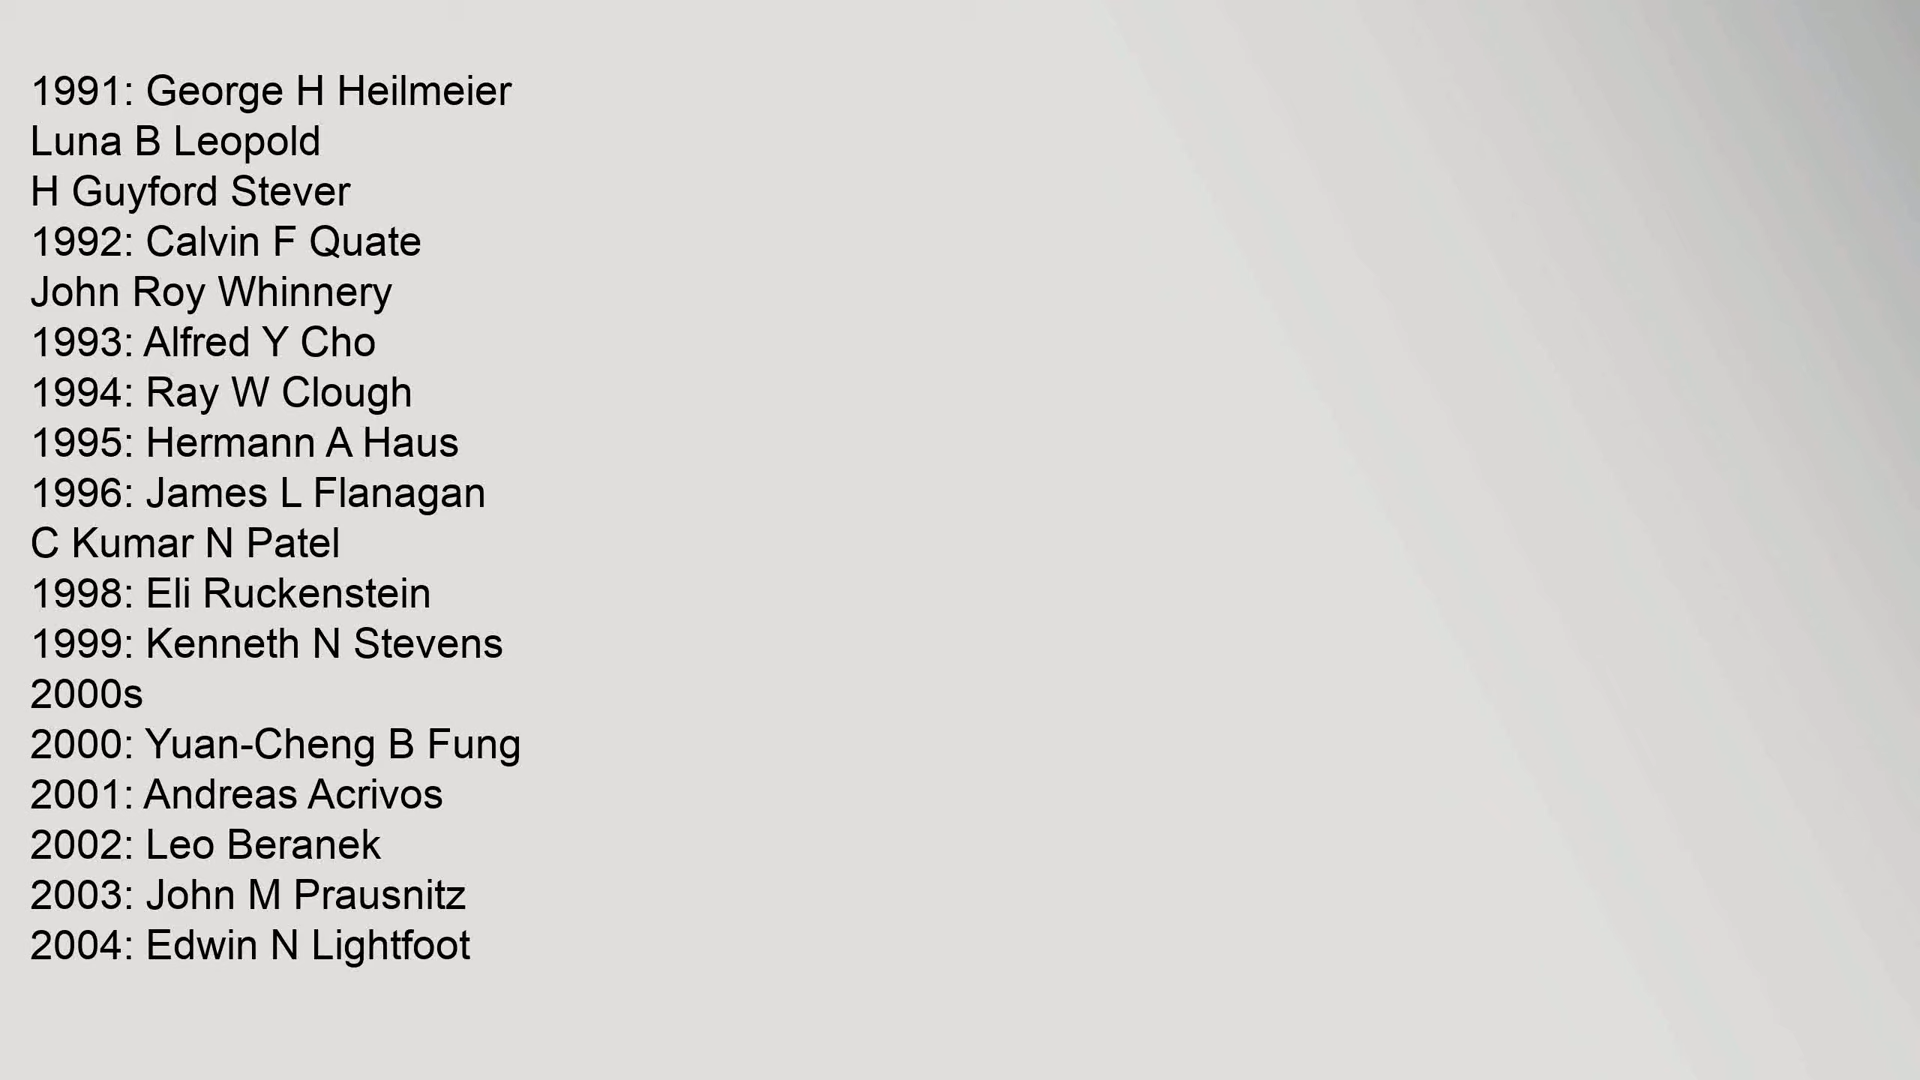 1991: George H Heilmeier
Luna B Leopold
H Guyford Stever
1992: Calvin F Quate
John Roy Whinnery
1993: Alfred Y Cho
1994: Ray W Clough
1995: Hermann A Haus
1996: James L Flanagan
C Kumar N Patel
1998: Eli Ruckenstein
1999: Kenneth N Stevens
2000s
2000: Yuan-Cheng B Fung
2001: Andreas Acrivos
2002: Leo Beranek
2003: John M Prausnitz
2004: Edwin N Lightfoot